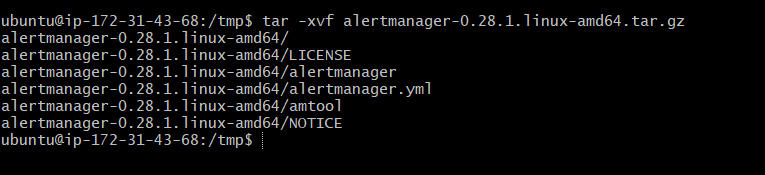 ubuntu@ip-172-31-43-68:/tmp$ tar -xvf alertmanager-0.28.1.linux-amd64.tar.gz
alertmanager-0.28.1.linux-amd64/
alertmanager-0.28.1.linux-amd64/LICENSE
alertmanager-0.28.1.linux-amd64/alertmanager
alertmanager-0.28.1.linux-amd64/alertmanager.yml
alertmanager-0.28.1.linux-amd64/amtool
alertmanager-0.28.1.linux-amd64/NOTICE
ubuntu@ip-172-31-43-68:/tmp$